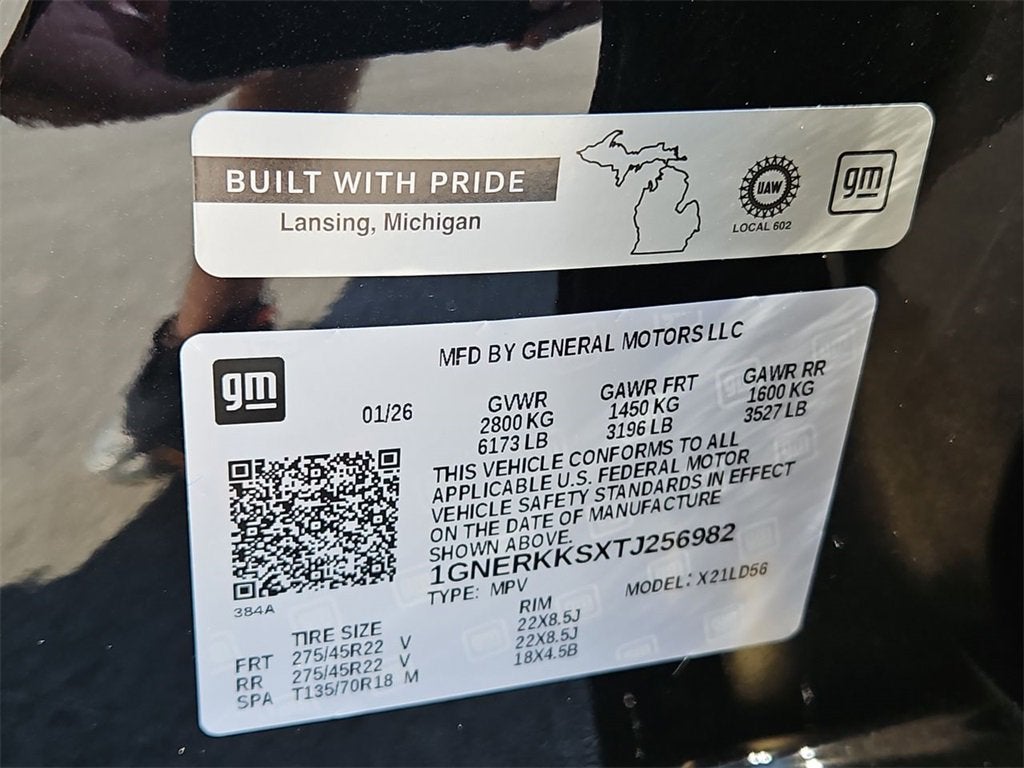 BUILT WITH PRIDE
Lansing, Michigan
UAW
LOCAL 602
gm
gm
MFD BY GENERAL MOTORS LLC
01/26
GVWR
2800 KG
6173 LB
GAWR FRT
1450 KG
3196 LB
GAWR RR
1600 KG
3527 LB
THIS VEHICLE CONFORMS TO ALL
APPLICABLE U.S. FEDERAL MOTOR
VEHICLE SAFETY STANDARDS IN EFFECT
ON THE DATE OF MANUFACTURE
SHOWN ABOVE.
1GNERKKSXTJ256982
TYPE: MPV MODEL: X21LD56
384A
TIRE SIZE RIM
FRT 275/45R22 V 22X8.5J
RR 275/45R22 V 22X8.5J
SPA T135/70R18 M 18X4.5B